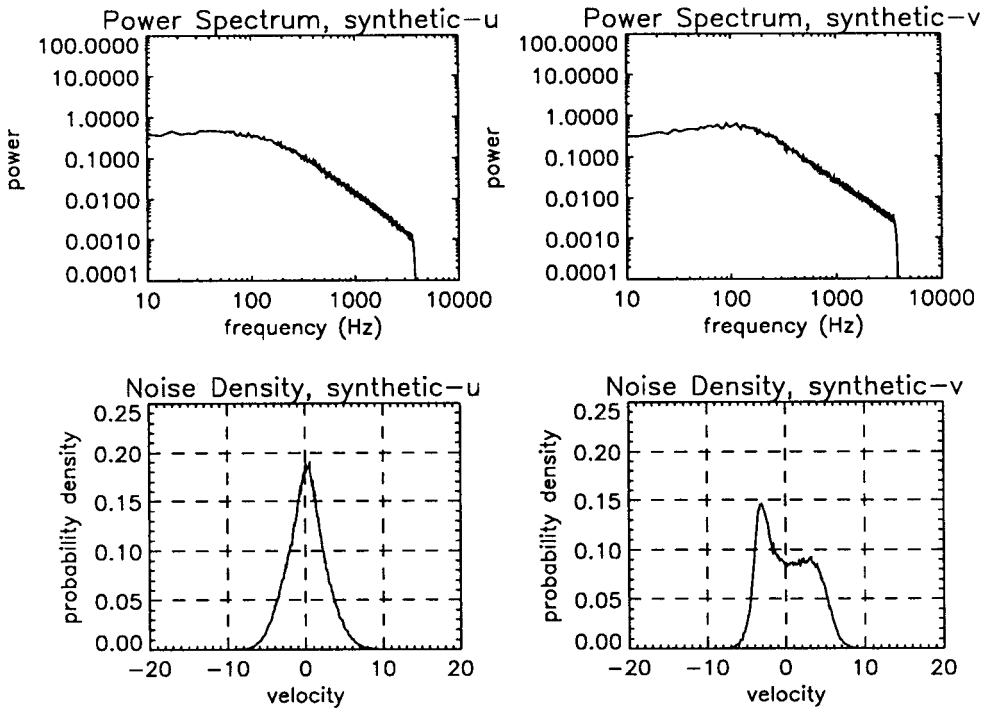 Power Spectrum, synthetic-u
power
100.0000
10.0000
1.0000
0.1000
0.0100
0.0010
0.0001
10 100 1000 10000
frequency (Hz)
Power Spectrum, synthetic-v
power
100.0000
10.0000
1.0000
0.1000
0.0100
0.0010
0.0001
10 100 1000 10000
frequency (Hz)
Noise Density, synthetic-u
probability density
0.25
0.20
0.15
0.10
0.05
0.00
-20 -10 0 10 20
velocity
Noise Density, synthetic-v
probability density
0.25
0.20
0.15
0.10
0.05
0.00
-20 -10 0 10 20
velocity